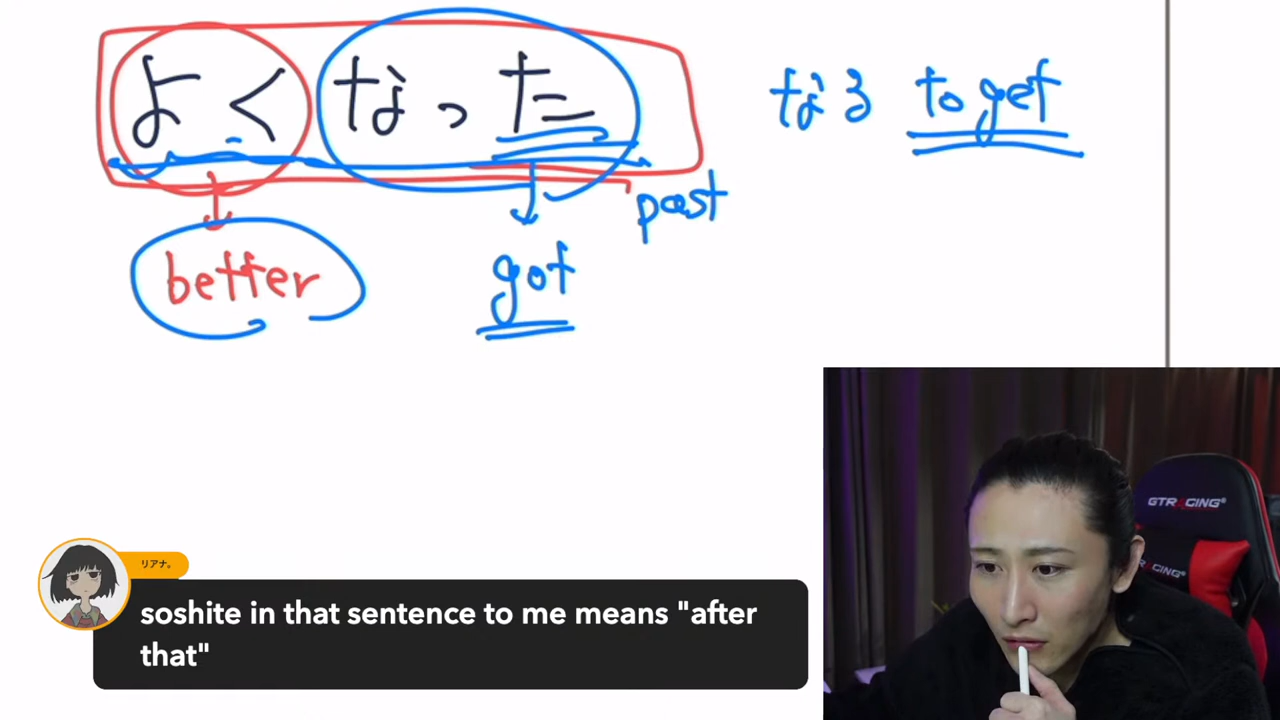 よくなった
なる to get
past
better
got
GTRACING
リアナ。
soshite in that sentence to me means "after
that"